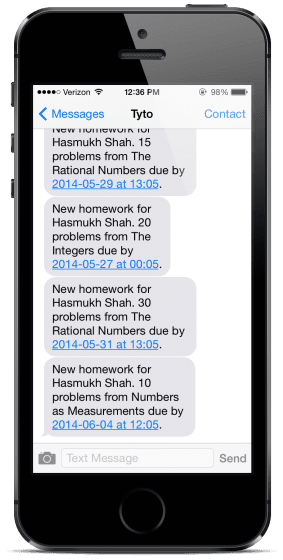 Verizon 12:36 PM 98%
Messages Tyto Contact
New homework for
Hasmukh Shah. 15
problems from The
Rational Numbers due by
2014-05-29 at 13:05.
New homework for
Hasmukh Shah. 20
problems from The
Integers due by
2014-05-27 at 00:05.
New homework for
Hasmukh Shah. 30
problems from The
Rational Numbers due by
2014-05-31 at 13:05.
New homework for
Hasmukh Shah. 10
problems from Numbers
as Measurements due by
2014-06-04 at 12:05.
Text Message Send